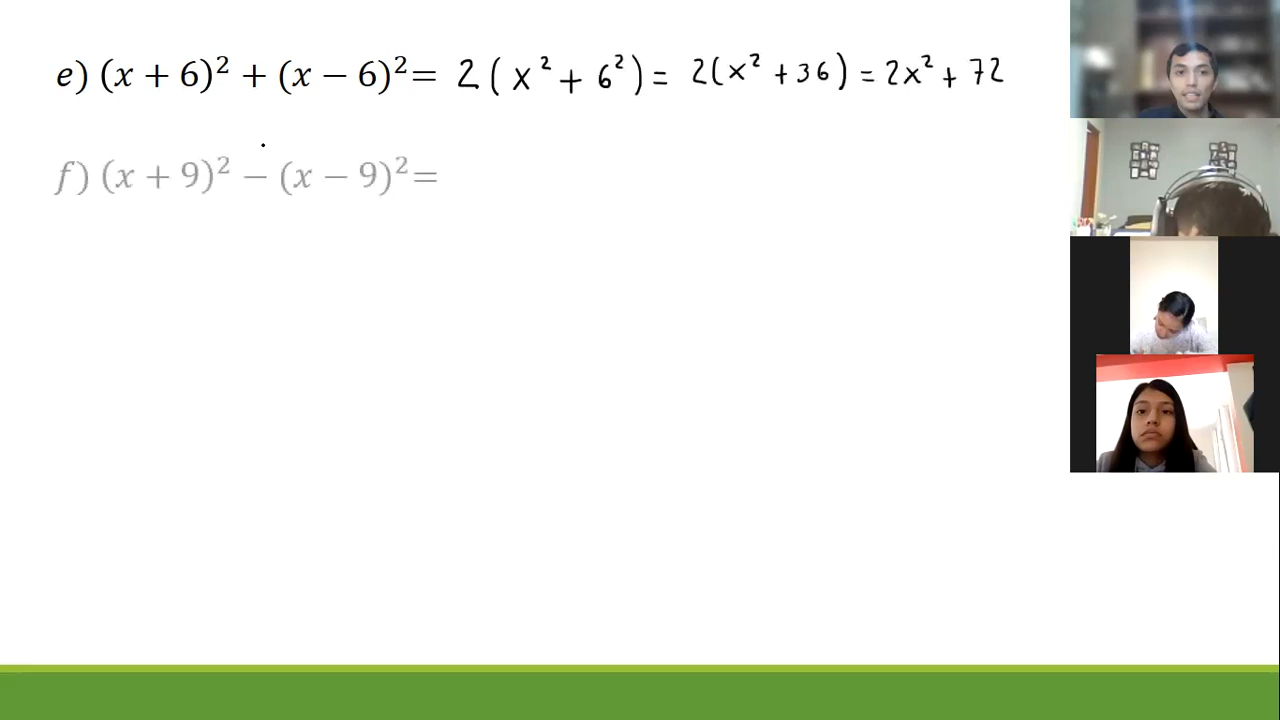 e) (x + 6)² + (x − 6)²= 2(x² + 6²) = 2(x² + 36) = 2x² + 72
f) (x + 9)² − (x − 9)²=